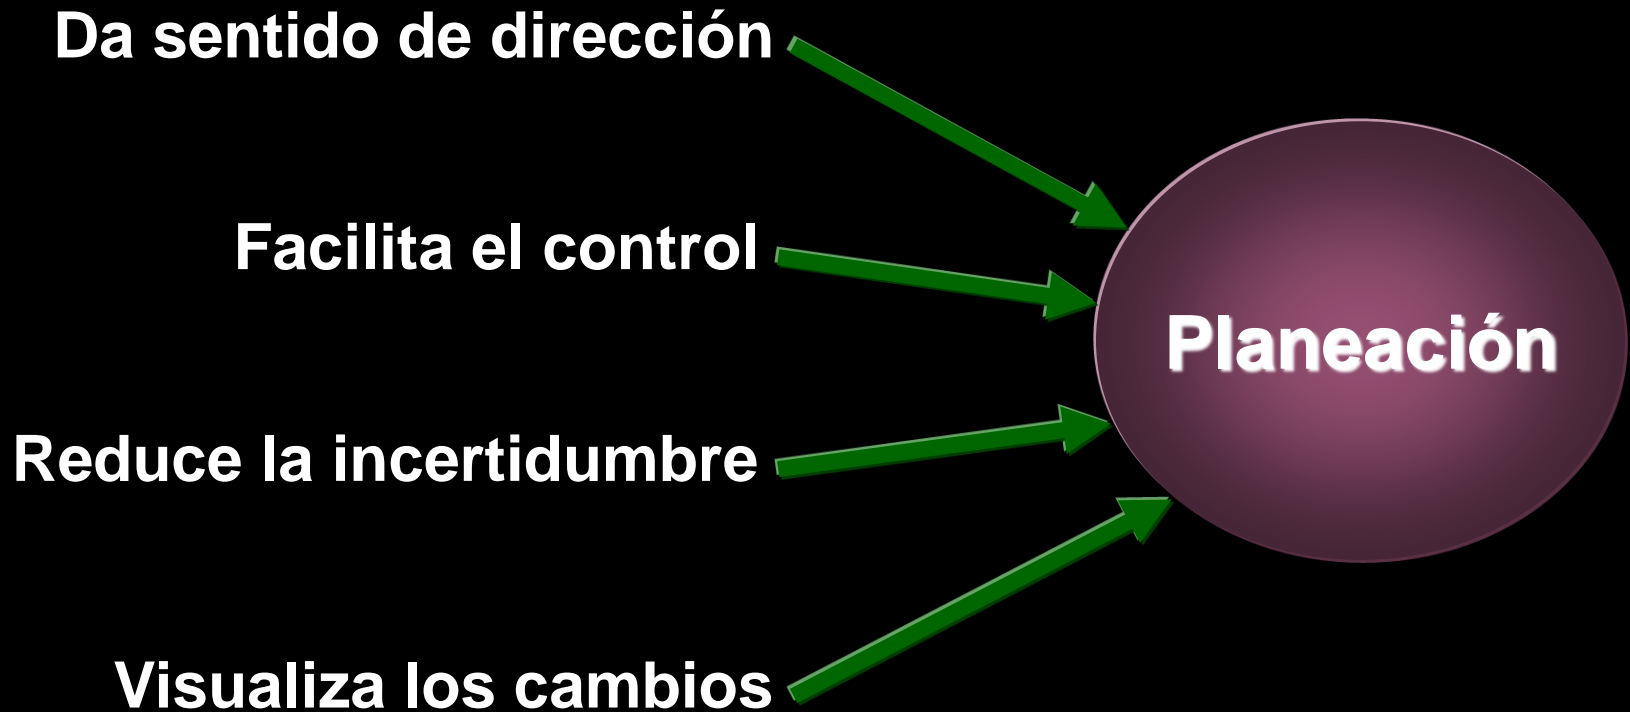 Da sentido de dirección
Facilita el control
Planeación
Reduce la incertidumbre
Visualiza los cambios